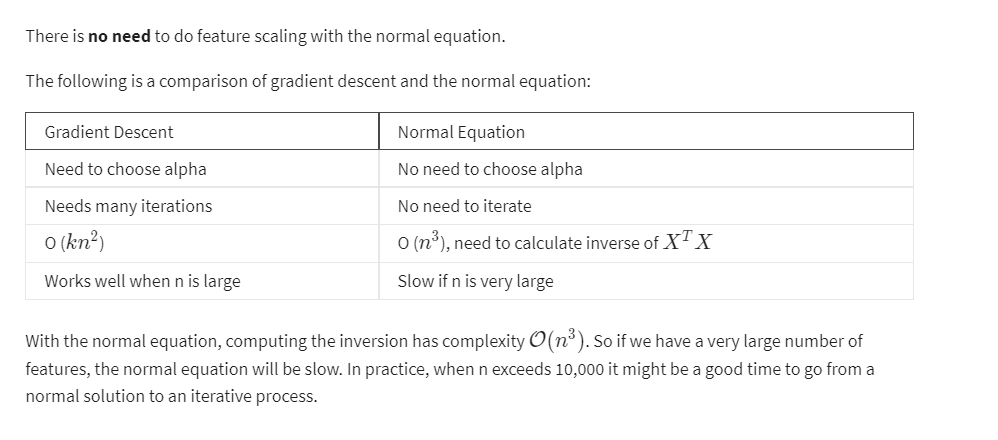 There is no need to do feature scaling with the normal equation.
The following is a comparison of gradient descent and the normal equation:
Gradient Descent Normal Equation
Need to choose alpha No need to choose alpha
Needs many iterations No need to iterate
O (kn²) O (n³), need to calculate inverse of XᵀX
Works well when n is large Slow if n is very large
With the normal equation, computing the inversion has complexity 𝒪(n³). So if we have a very large number of
features, the normal equation will be slow. In practice, when n exceeds 10,000 it might be a good time to go from a
normal solution to an iterative process.